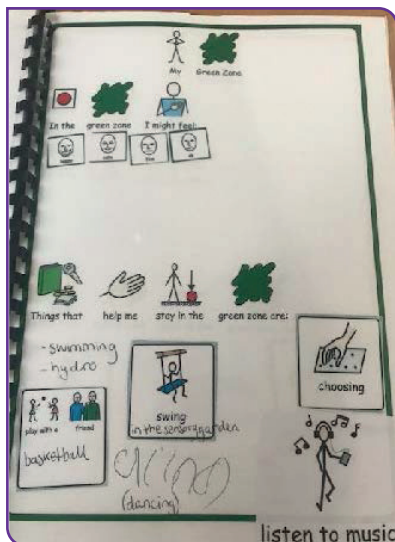 My Green Zone
In the green zone I might feel:
Things that help me stay in the green zone are:
- swimming
- hydro
choosing
swing
in the sensory garden
play with a friend
basketball
(dancing)
listen to music